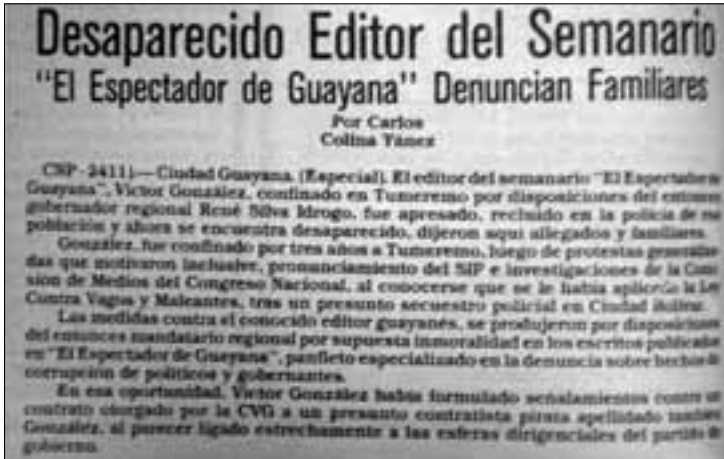 Desaparecido Editor del Semanario
"El Espectador de Guayana" Denuncian Familiares
Por Carlos
Colina Yánez
CNP - 2411).— Ciudad Guayana. (Especial). El editor del semanario "El Espectador de
Guayana", Victor González, confinado en Tumeremo por disposiciones del entonces
gobernador regional René Silva Idrogo, fue apresado, recluido en la policia de esa
población y ahora se encuentra desaparecido, dijeron aqui allegados y familiares.
González, fue confinado por tres años a Tumeremo, luego de protestas generaliza-
das que motivaron inclusive, pronunciamiento del SIP e investigaciones de la Comi-
sión de Medios del Congreso Nacional, al conocerse que se le había aplicado la Ley
Contra Vagos y Maleantes, tras un presunto secuestro policial en Ciudad Bolivar.
Las medidas contra el conocido editor guayanés, se produjeron por disposiciones
del entonces mandatario regional por supuesta inmoralidad en los escritos publicados
en "El Espectador de Guayana", panfleto especializado en la denuncia sobre hechos de
corrupción de politicos y gobernantes.
En esa oportunidad, Victor González había formulado señalamientos contra un
contrato otorgado por la CVG a un presunto contratista pirata apellidado también
González, al parecer ligado estrechamente a las esferas dirigenciales del partido de
gobierno.